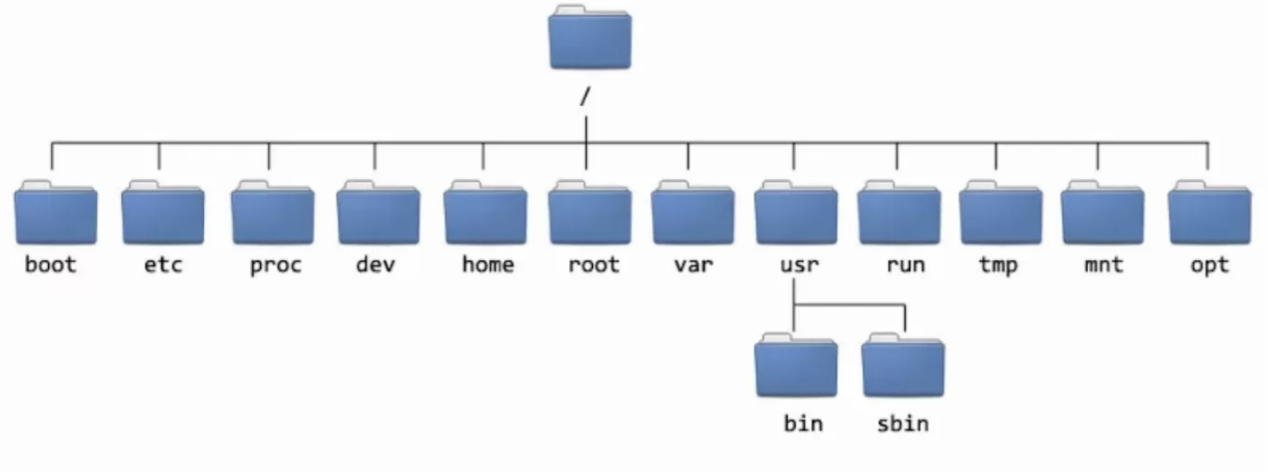 /
boot etc proc dev home root var usr run tmp mnt opt
bin sbin